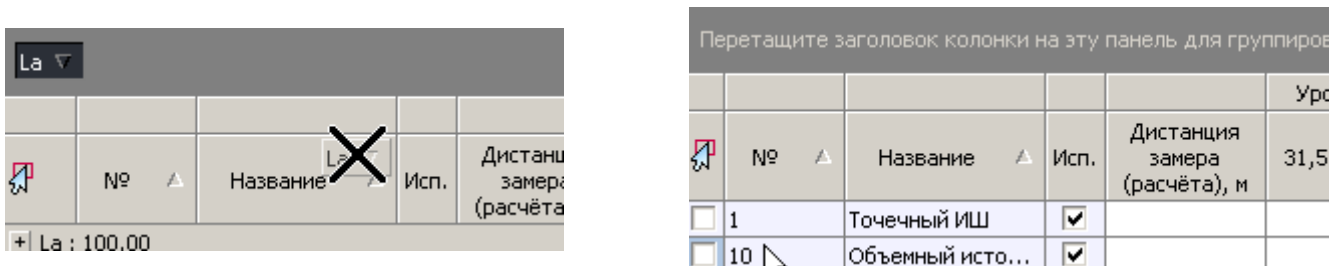 La
La
№
Название
Исп.
Дистанц
замера
(расчёта
La : 100,00
Перетащите заголовок колонки на эту панель для группиров
Уро
№
Название
Исп.
Дистанция
замера
(расчёта), м
31,5
1
Точечный ИШ
10
Объемный исто...